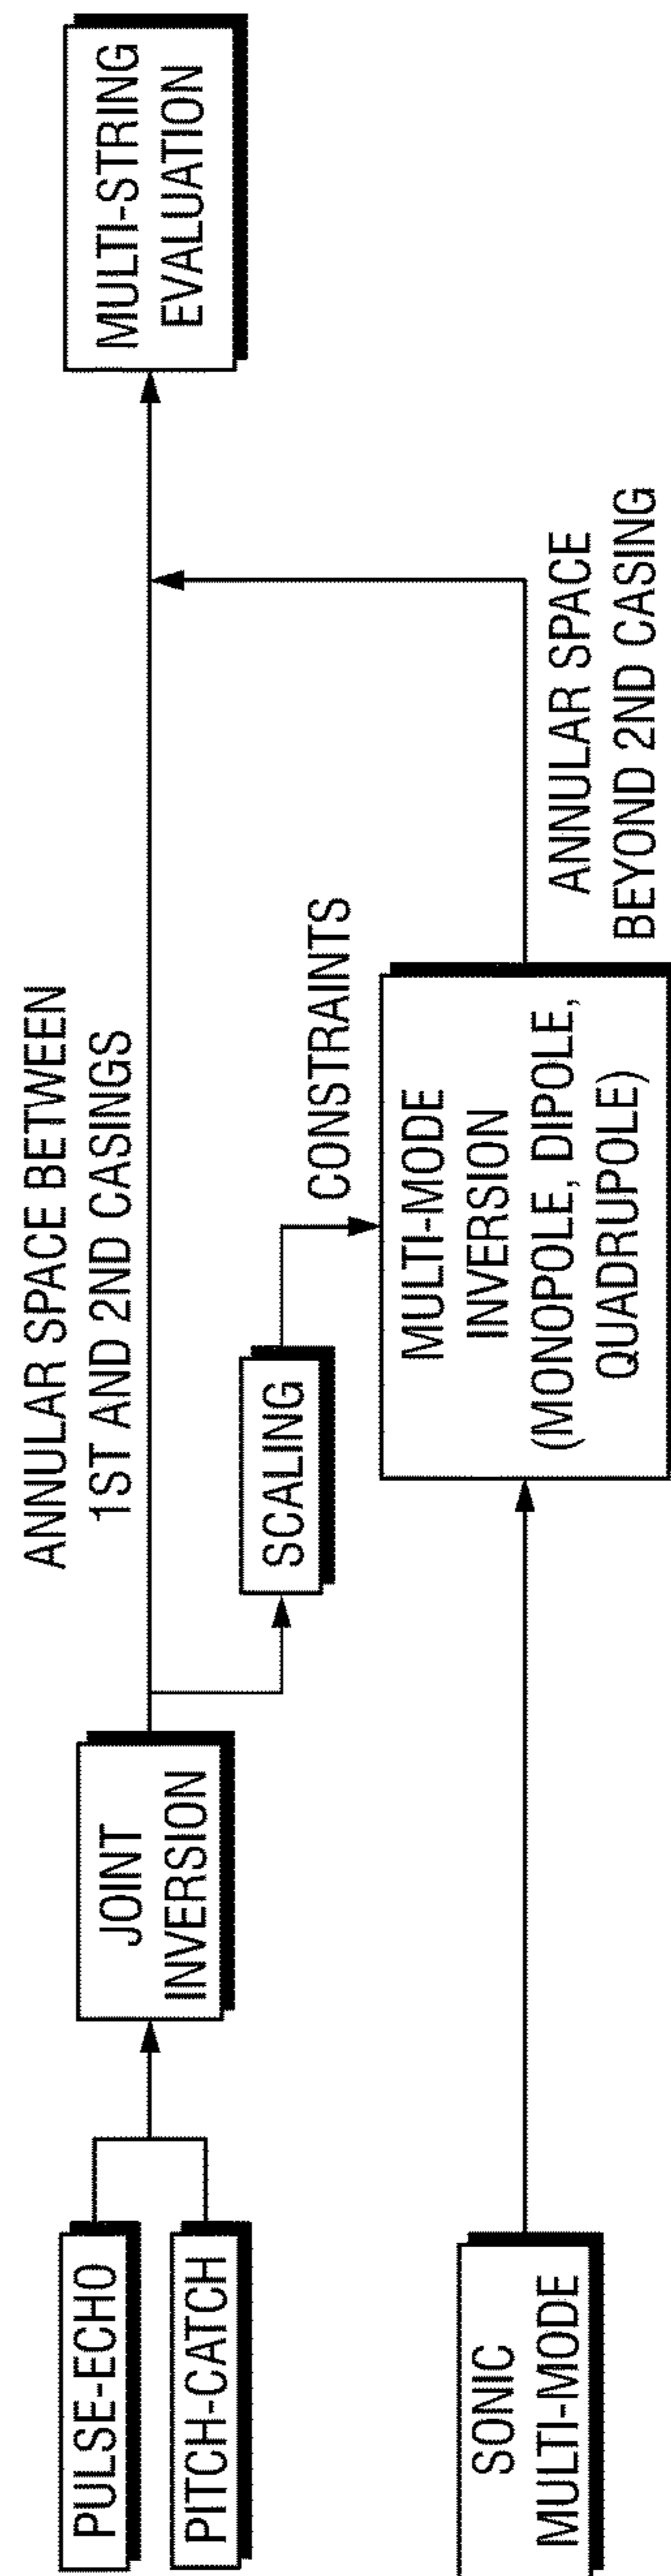 PULSE-ECHO
PITCH-CATCH
SONIC
MULTI-MODE
JOINT
INVERSION
ANNULAR SPACE BETWEEN
1ST AND 2ND CASINGS
SCALING
CONSTRAINTS
MULTI-MODE
INVERSION
(MONOPOLE, DIPOLE,
QUADRUPOLE)
ANNULAR SPACE
BEYOND 2ND CASING
MULTI-STRING
EVALUATION